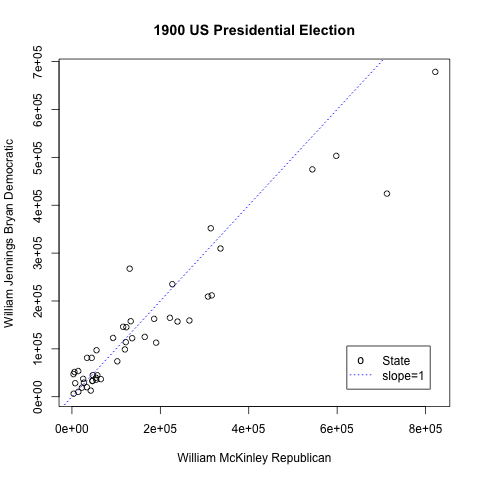 1900 US Presidential Election
William Jennings Bryan Democratic
7e+05
6e+05
5e+05
4e+05
3e+05
2e+05
1e+05
0e+00
State
slope=1
0e+00 2e+05 4e+05 6e+05 8e+05
William McKinley Republican